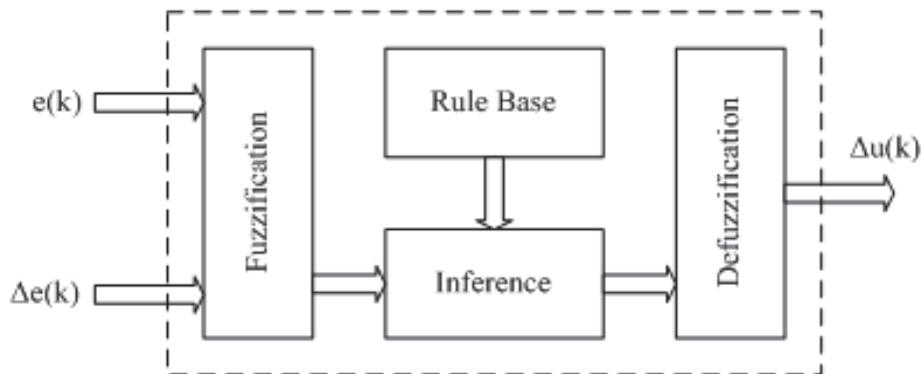 e(k)
Δe(k)
Fuzzification
Rule Base
Inference
Defuzzification
Δu(k)